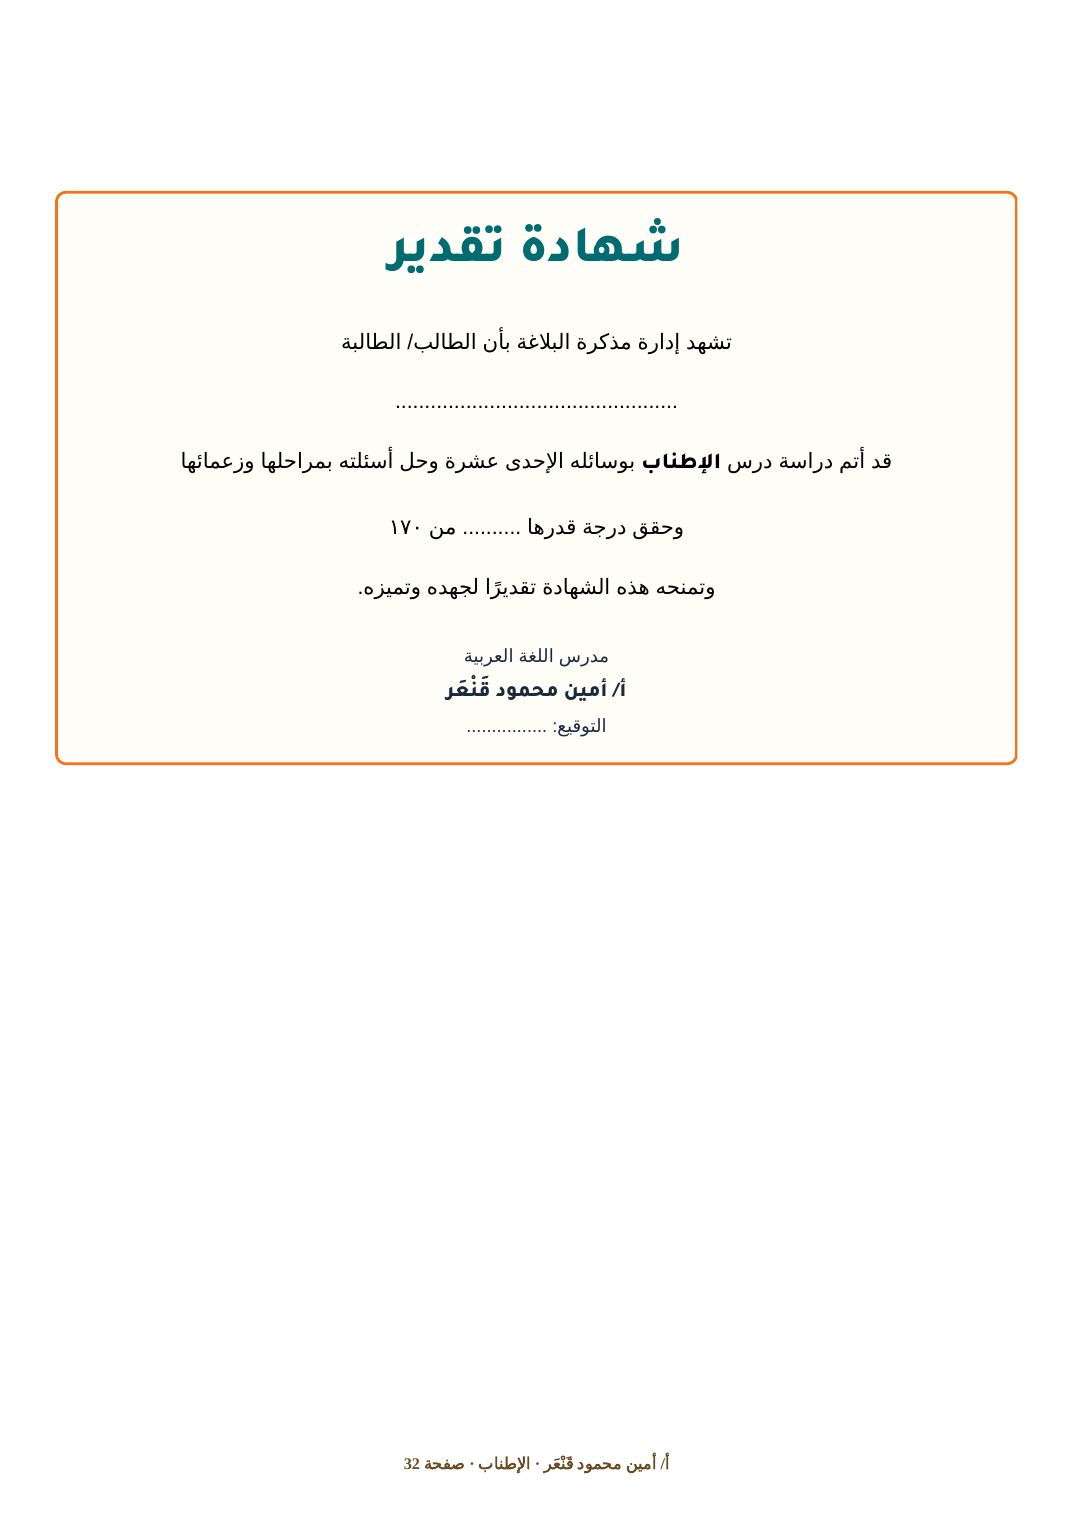 شهادة تقدير
تشهد إدارة مذكرة البلاغة بأن الطالب/ الطالبة
................................................
قد أتم دراسة درس الإطناب بوسائله الإحدى عشرة وحل أسئلته بمراحلها وزعمائها
وحقق درجة قدرها .......... من ١٧٠
وتمنحه هذه الشهادة تقديرًا لجهده وتميزه.
مدرس اللغة العربية
أ/ أمين محمود قَنْعَر
التوقيع: ................
أ/ أمين محمود قَنْعَر · الإطناب · صفحة 32